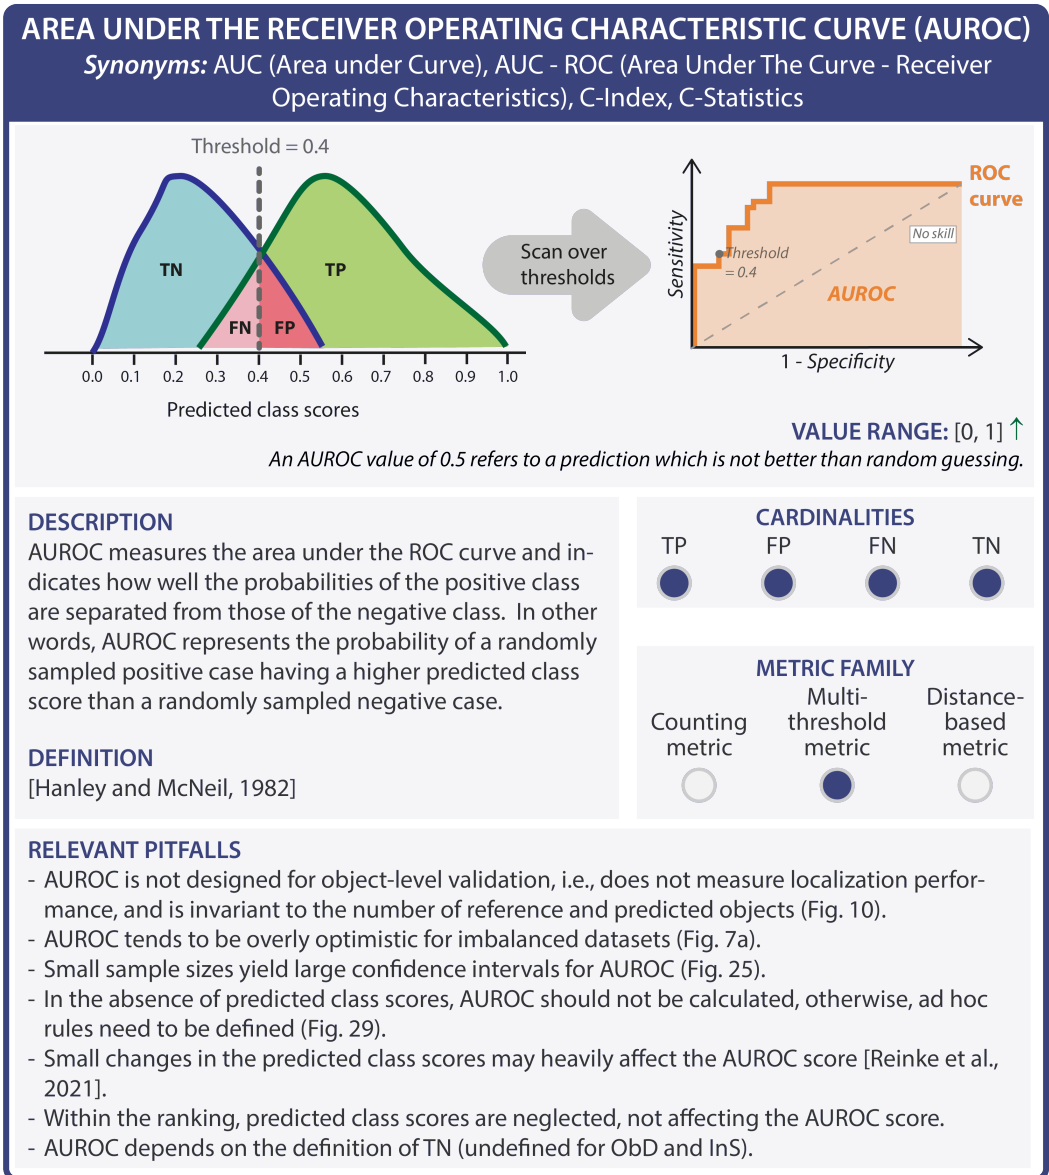 AREA UNDER THE RECEIVER OPERATING CHARACTERISTIC CURVE (AUROC)
Synonyms: AUC (Area under Curve), AUC - ROC (Area Under The Curve - Receiver
Operating Characteristics), C-Index, C-Statistics
Threshold = 0.4
TN
TP
FN
FP
0.0 0.1 0.2 0.3 0.4 0.5 0.6 0.7 0.8 0.9 1.0
Predicted class scores
Scan over
thresholds
Sensitivity
ROC
curve
No skill
Threshold
= 0.4
AUROC
1 - Specificity
VALUE RANGE: [0, 1] ↑
An AUROC value of 0.5 refers to a prediction which is not better than random guessing.
DESCRIPTION
AUROC measures the area under the ROC curve and in-
dicates how well the probabilities of the positive class
are separated from those of the negative class. In other
words, AUROC represents the probability of a randomly
sampled positive case having a higher predicted class
score than a randomly sampled negative case.
DEFINITION
[Hanley and McNeil, 1982]
CARDINALITIES
TP FP FN TN
METRIC FAMILY
Counting
metric
Multi-
threshold
metric
Distance-
based
metric
RELEVANT PITFALLS
- AUROC is not designed for object-level validation, i.e., does not measure localization perfor-
mance, and is invariant to the number of reference and predicted objects (Fig. 10).
- AUROC tends to be overly optimistic for imbalanced datasets (Fig. 7a).
- Small sample sizes yield large confidence intervals for AUROC (Fig. 25).
- In the absence of predicted class scores, AUROC should not be calculated, otherwise, ad hoc
rules need to be defined (Fig. 29).
- Small changes in the predicted class scores may heavily affect the AUROC score [Reinke et al.,
2021].
- Within the ranking, predicted class scores are neglected, not affecting the AUROC score.
- AUROC depends on the definition of TN (undefined for ObD and InS).